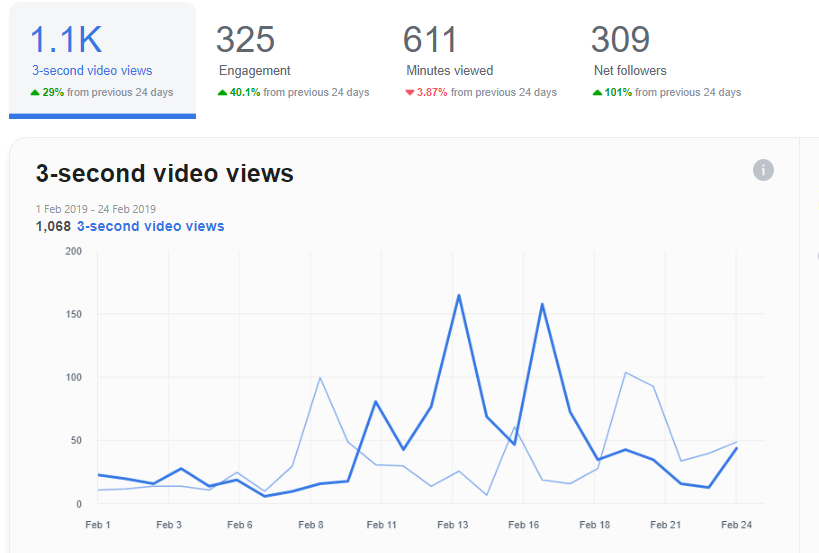 1.1K 325 611 309
3-second video views Engagement Minutes viewed Net followers
29% from previous 24 days 40.1% from previous 24 days 3.87% from previous 24 days 101% from previous 24 days
3-second video views
i
1 Feb 2019 - 24 Feb 2019
1,068 3-second video views
200
150
100
50
0
Feb 1 Feb 3 Feb 6 Feb 8 Feb 11 Feb 13 Feb 16 Feb 18 Feb 21 Feb 24